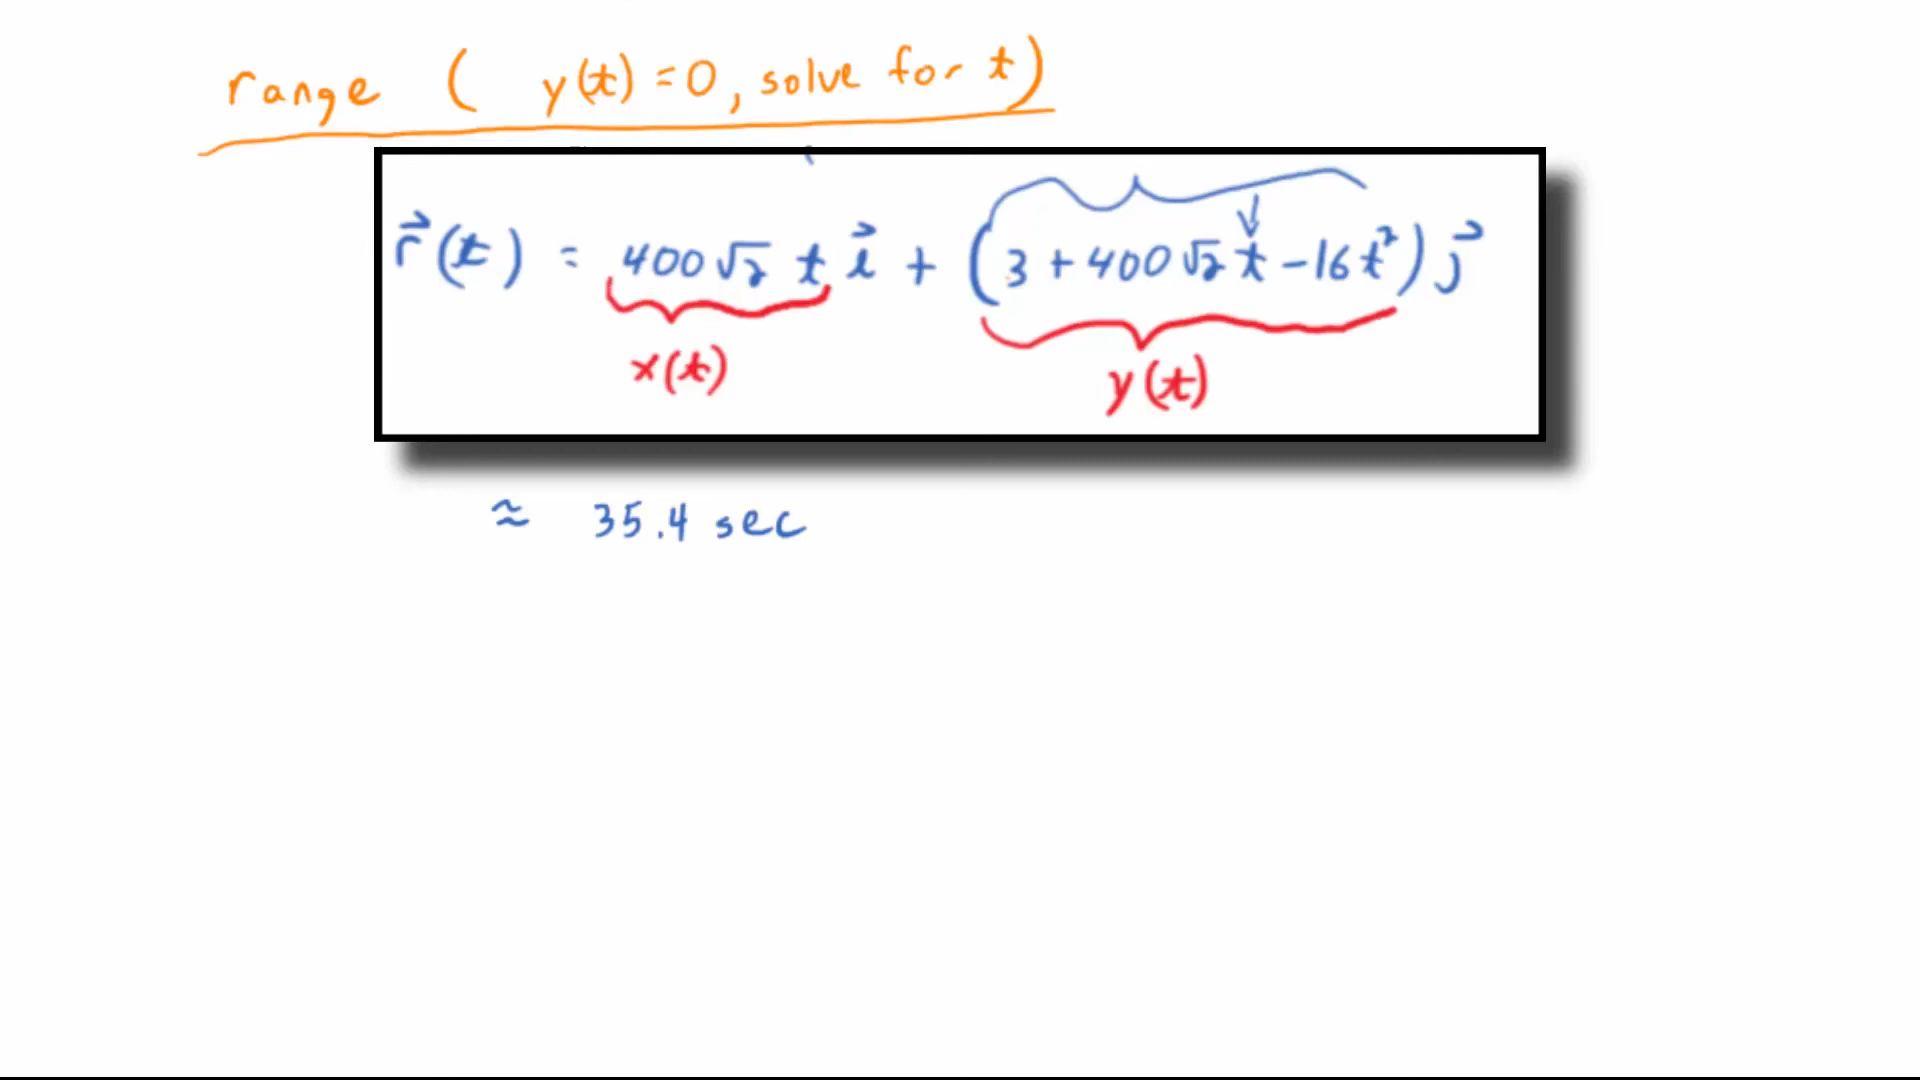 range ( y(t) = 0, solve for t)
r⃗(t) = 400√2 t i⃗ + (3 + 400√2 t − 16t²) j⃗
x(t)
y(t)
≈ 35.4 sec